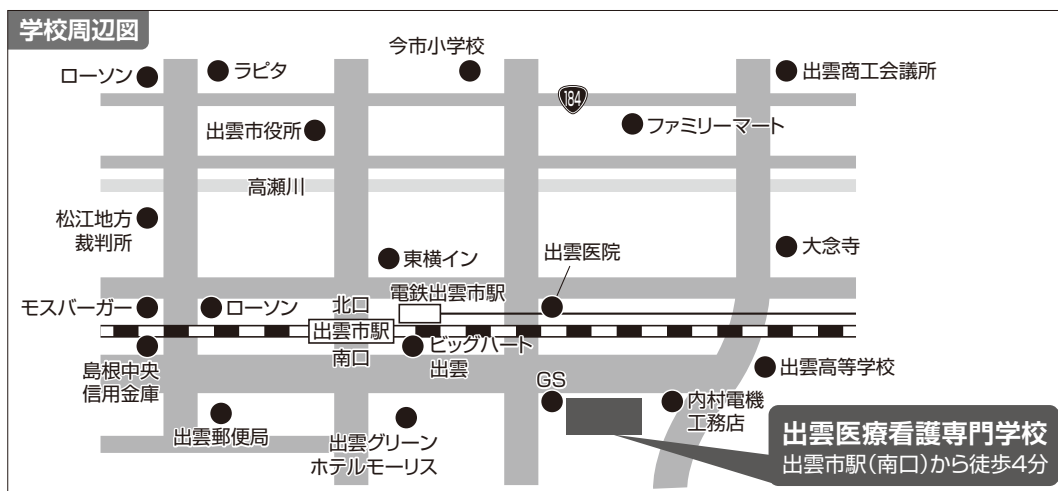 学校周辺図
ローソン
ラピタ
今市小学校
184
出雲商工会議所
出雲市役所
ファミリーマート
高瀬川
松江地方
裁判所
東横イン
出雲医院
大念寺
電鉄出雲市駅
モスバーガー
ローソン
北口
出雲市駅
南口
ビッグハート
出雲
島根中央
信用金庫
GS
出雲高等学校
内村電機
工務店
出雲郵便局
出雲グリーン
ホテルモーリス
出雲医療看護専門学校
出雲市駅(南口)から徒歩4分